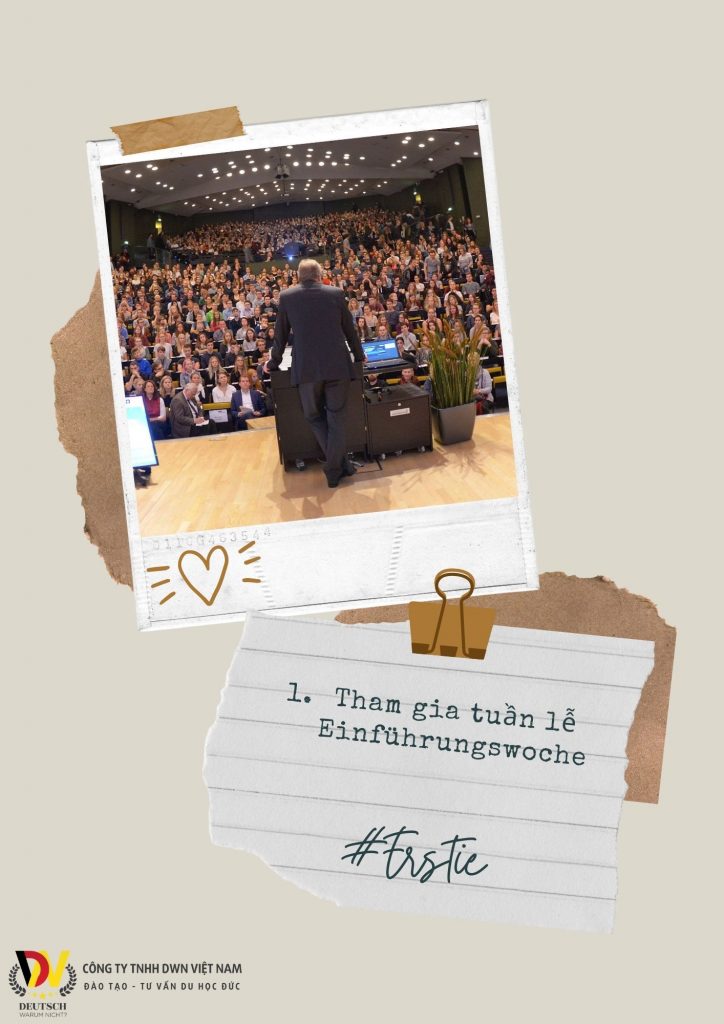 1. Tham gia tuần lễ
Einführungswoche
#Erstie
DEUTSCH
WARUM NICHT?
CÔNG TY TNHH DWN VIỆT NAM
ĐÀO TẠO - TƯ VẤN DU HỌC ĐỨC